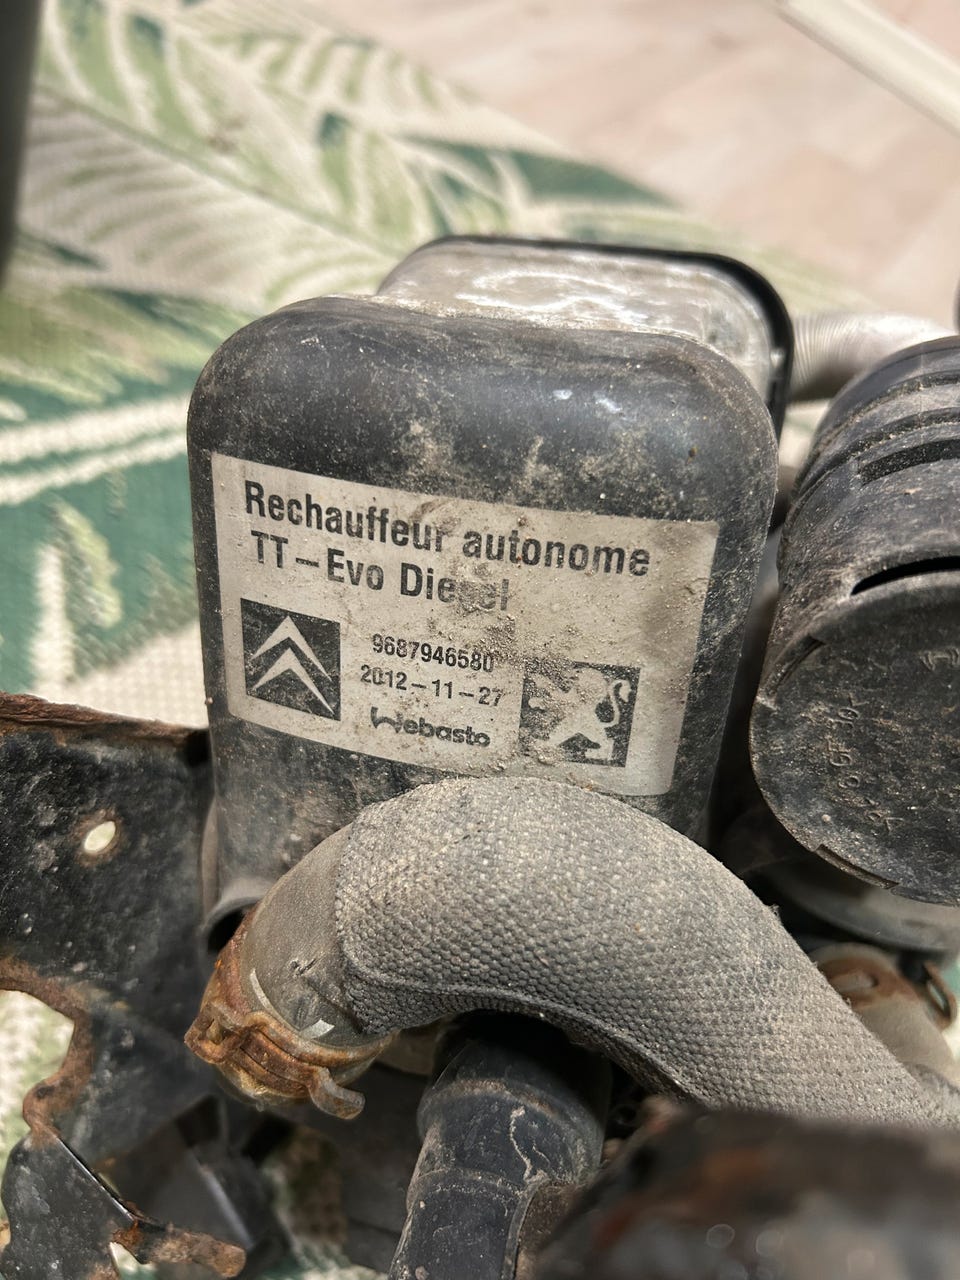 Rechauffeur autonome
TT-Evo Diesel
9687946580
2012-11-27
Webasto